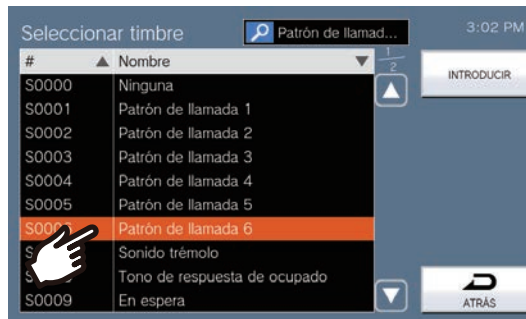 Seleccionar timbre
Patrón de llamad...
3:02 PM
# Nombre
1/2
INTRODUCIR
S0000 Ninguna
S0001 Patrón de llamada 1
S0002 Patrón de llamada 2
S0003 Patrón de llamada 3
S0004 Patrón de llamada 4
S0005 Patrón de llamada 5
Patrón de llamada 6
Sonido trémolo
Tono de respuesta de ocupado
S0009 En espera
ATRÁS